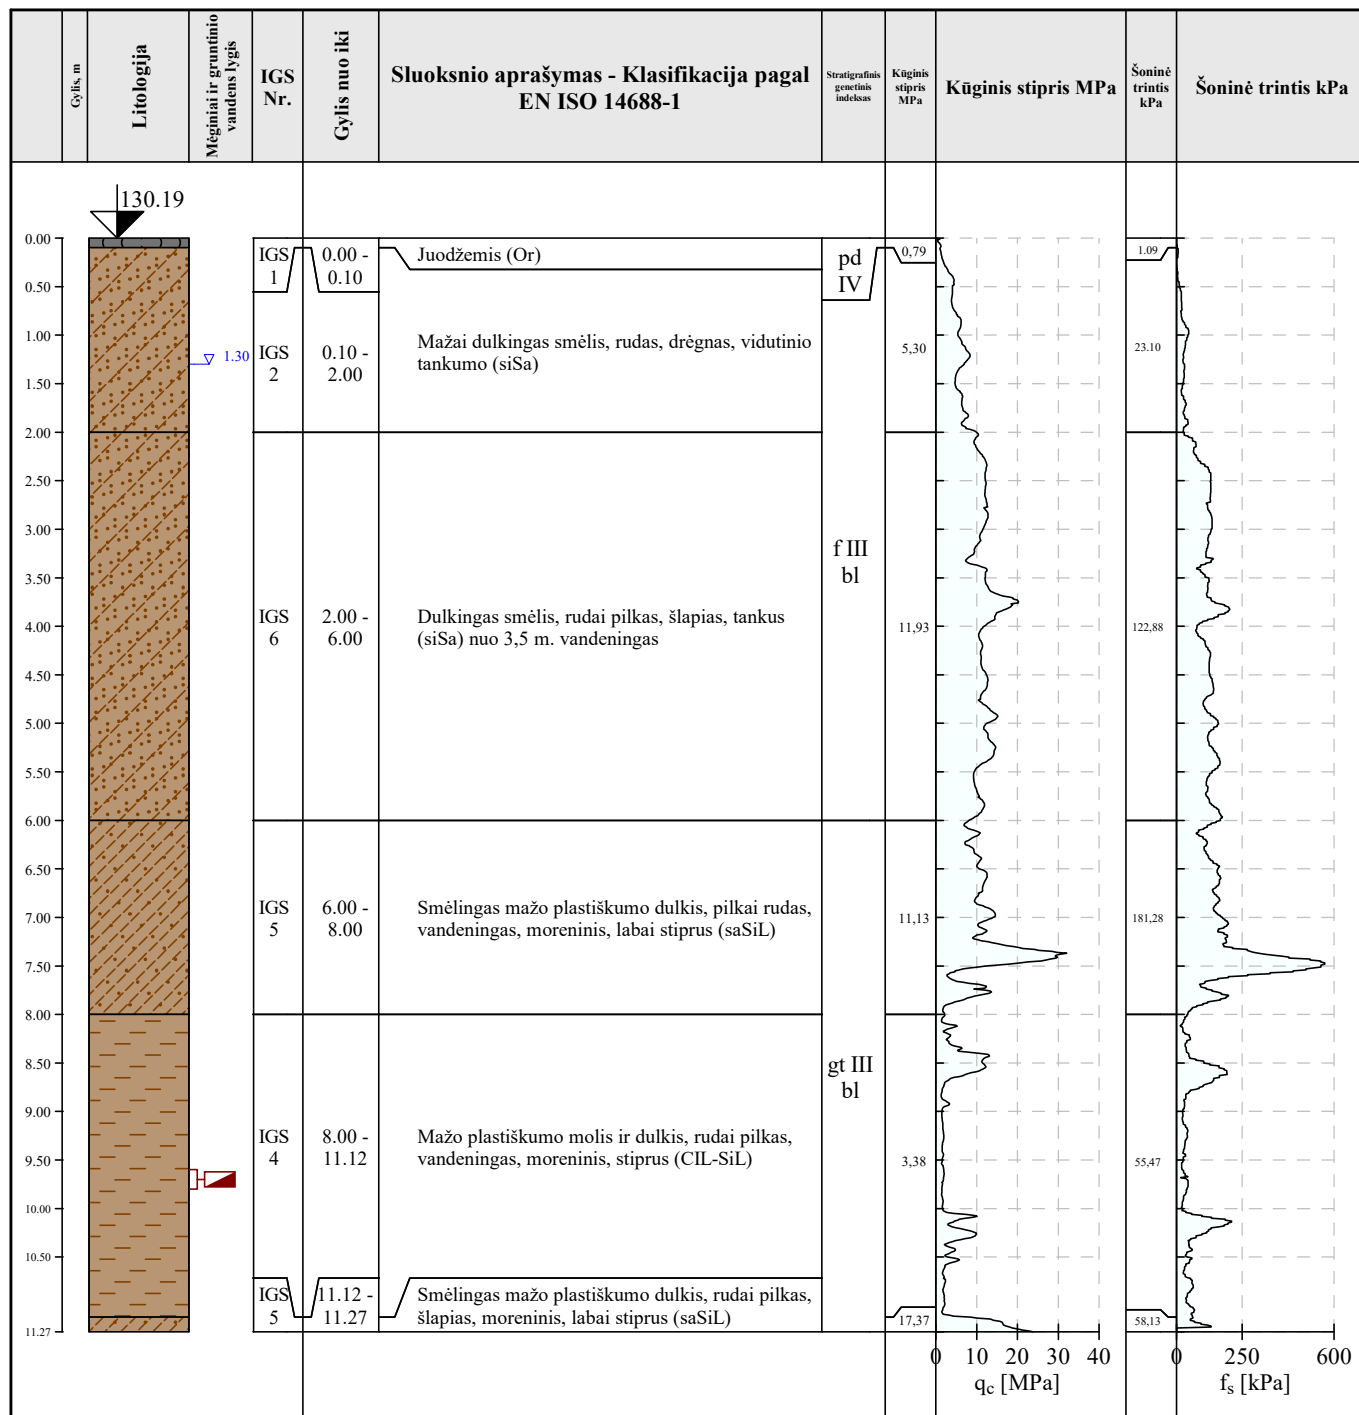 Gylis, m
Litologija
Mėginiai ir gruntinio
vandens lygis
IGS
Nr.
Gylis nuo iki
Sluoksnio aprašymas - Klasifikacija pagal
EN ISO 14688-1
Stratigrafinis
genetinis
indeksas
Kūginis
stipris
MPa
Kūginis stipris MPa
Šoninė
trintis
kPa
Šoninė trintis kPa
130.19
0.00
0.50
1.00
1.50
2.00
2.50
3.00
3.50
4.00
4.50
5.00
5.50
6.00
6.50
7.00
7.50
8.00
8.50
9.00
9.50
10.00
10.50
11.27
1.30
IGS
1
0.00 -
0.10
Juodžemis (Or)
pd
IV
0,79
1.09
IGS
2
0.10 -
2.00
Mažai dulkingas smėlis, rudas, drėgnas, vidutinio
tankumo (siSa)
5,30
23.10
f III
bl
IGS
6
2.00 -
6.00
Dulkingas smėlis, rudai pilkas, šlapias, tankus
(siSa) nuo 3,5 m. vandeningas
11,93
122,88
IGS
5
6.00 -
8.00
Smėlingas mažo plastiškumo dulkis, pilkai rudas,
vandeningas, moreninis, labai stiprus (saSiL)
11,13
181,28
gt III
bl
IGS
4
8.00 -
11.12
Mažo plastiškumo molis ir dulkis, rudai pilkas,
vandeningas, moreninis, stiprus (CIL-SiL)
3,38
55,47
IGS
5
11.12 -
11.27
Smėlingas mažo plastiškumo dulkis, rudai pilkas,
šlapias, moreninis, labai stiprus (saSiL)
17,37
58,13
0 10 20 30 40
qc [MPa]
0 250 600
fs [kPa]